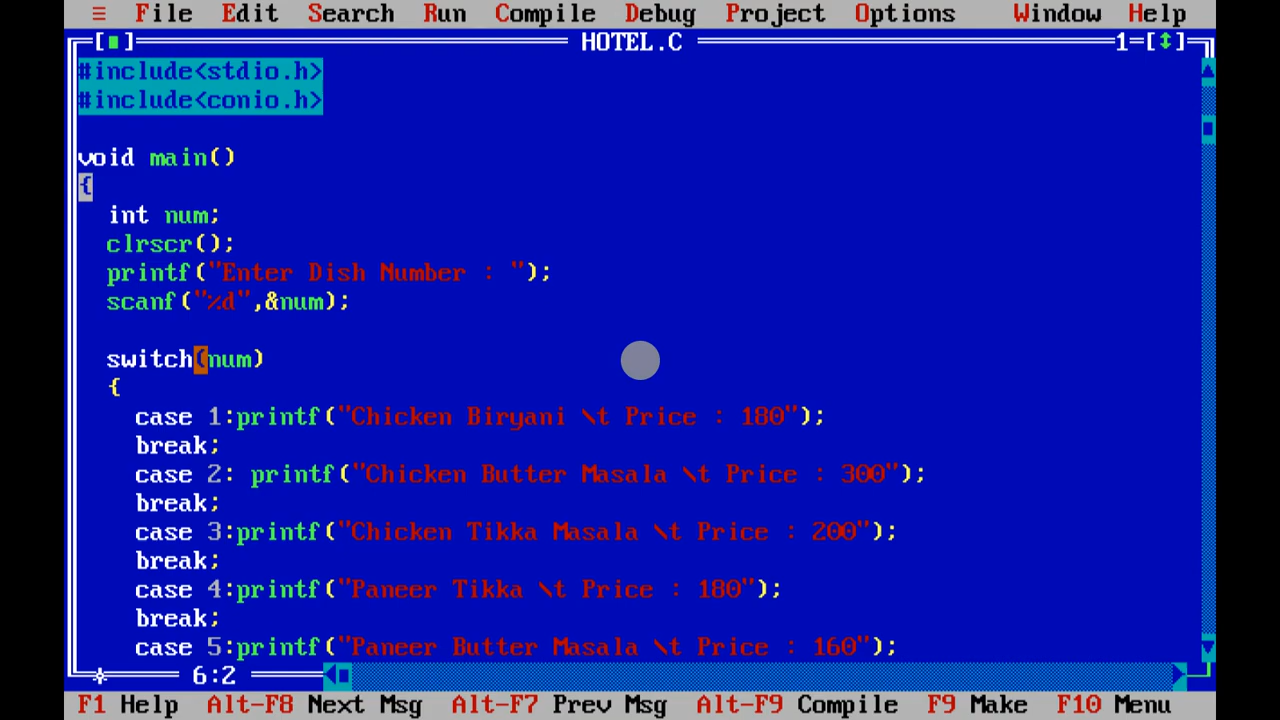 ≡ File Edit Search Run Compile Debug Project Options Window Help
[■] HOTEL.C 1=[↕]
#include<stdio.h>
#include<conio.h>
void main()
{
int num;
clrscr();
printf("Enter Dish Number : ");
scanf("%d",&num);
switch(num)
{
case 1:printf("Chicken Biryani \t Price : 180");
break;
case 2: printf("Chicken Butter Masala \t Price : 300");
break;
case 3:printf("Chicken Tikka Masala \t Price : 200");
break;
case 4:printf("Paneer Tikka \t Price : 180");
break;
case 5:printf("Paneer Butter Masala \t Price : 160");
6:2
F1 Help Alt-F8 Next Msg Alt-F7 Prev Msg Alt-F9 Compile F9 Make F10 Menu